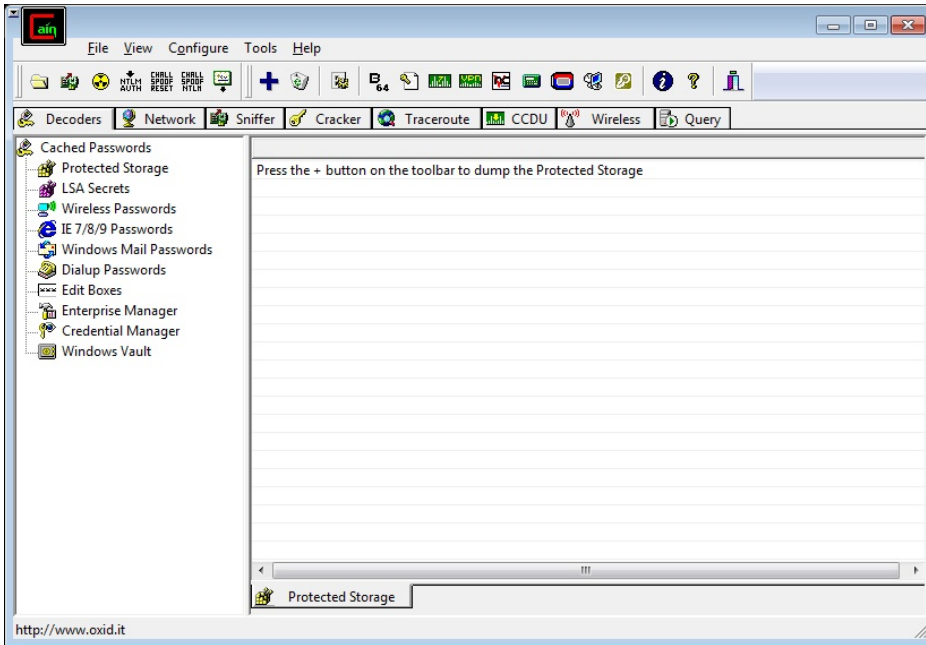 Cain
File View Configure Tools Help
NTLM AUTH CHALL SPOOF RESET CHALL SPOOF NTLM B64
Decoders Network Sniffer Cracker Traceroute CCDU Wireless Query
Cached Passwords
Protected Storage
LSA Secrets
Wireless Passwords
IE 7/8/9 Passwords
Windows Mail Passwords
Dialup Passwords
Edit Boxes
Enterprise Manager
Credential Manager
Windows Vault
Press the + button on the toolbar to dump the Protected Storage
Protected Storage
http://www.oxid.it